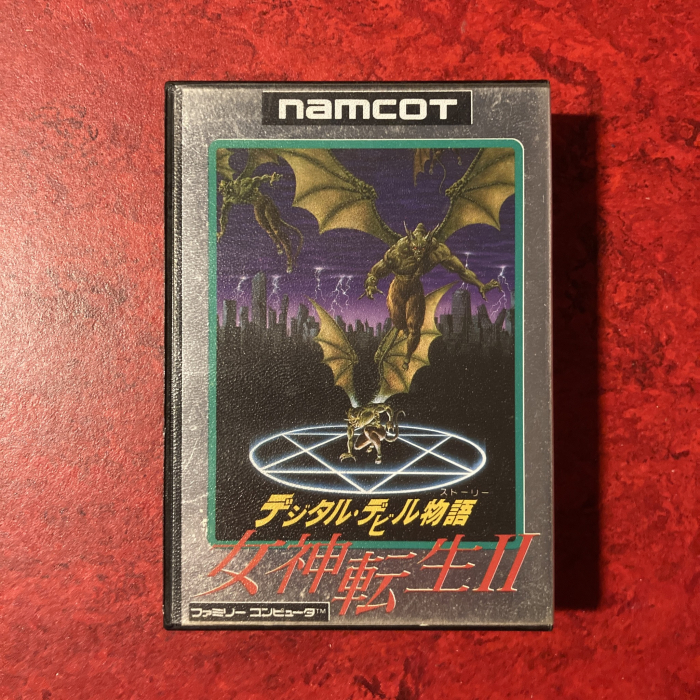 namcot
ストーリー
デジタル・デビル物語
女神転生II
ファミリー コンピュータ™